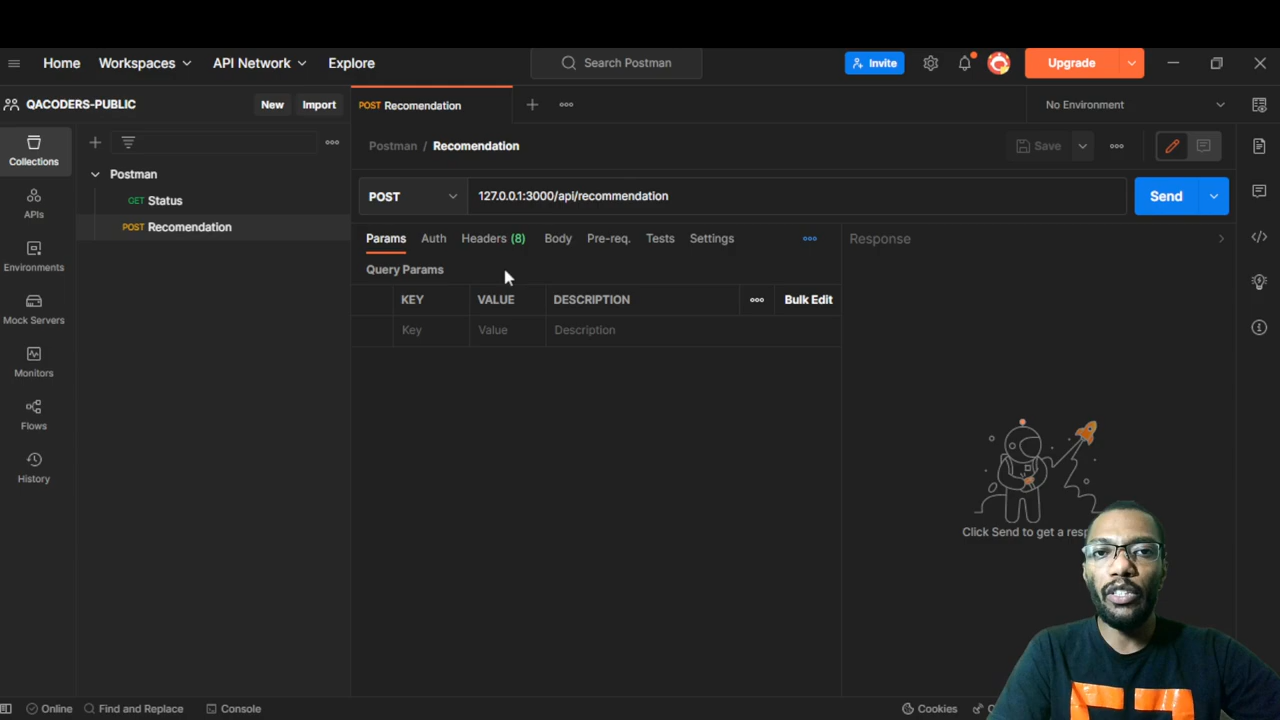 Home Workspaces API Network Explore Search Postman Invite Upgrade
QACODERS-PUBLIC New Import POST Recomendation No Environment
Collections
APIs
Environments
Mock Servers
Monitors
Flows
History
Postman
GET Status
POST Recomendation
Postman / Recomendation Save
POST 127.0.0.1:3000/api/recommendation Send
Params Auth Headers (8) Body Pre-req. Tests Settings
Query Params
KEY VALUE DESCRIPTION Bulk Edit
Key Value Description
Response
Click Send to get a
Online Find and Replace Console Cookies